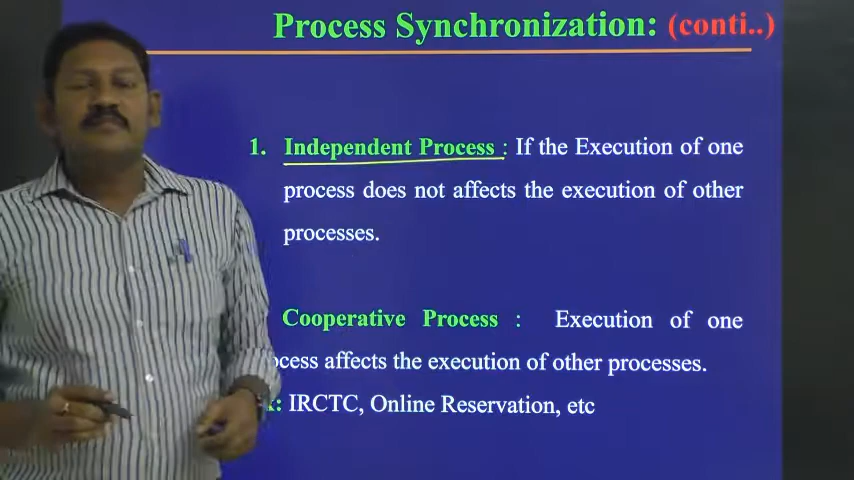 Process Synchronization: (conti..)
1. Independent Process : If the Execution of one
process does not affects the execution of other
processes.
Cooperative Process : Execution of one
affects the execution of other processes.
IRCTC, Online Reservation, etc